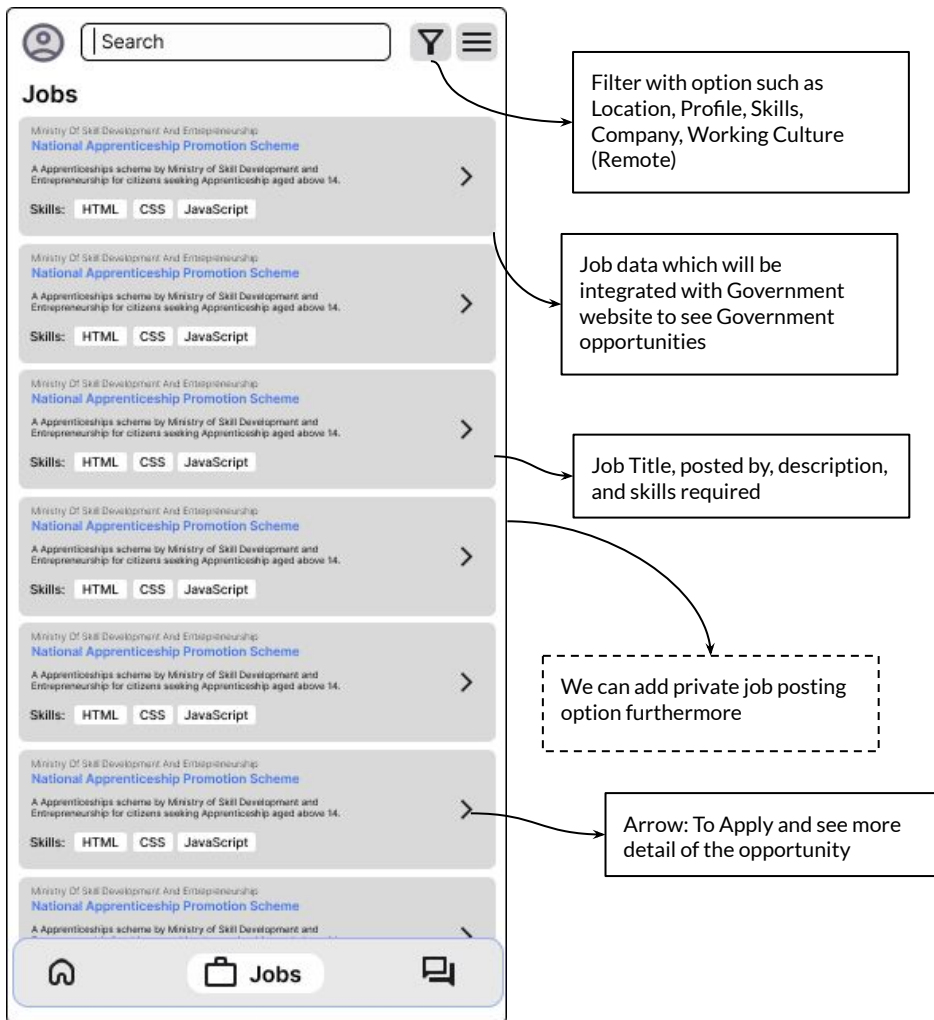 Search
Jobs
Ministry Of Skill Development And Entrepreneurship
National Apprenticeship Promotion Scheme
A Apprenticeships scheme by Ministry of Skill Development and
Entrepreneurship for citizens seeking Apprenticeship aged above 14.
Skills: HTML CSS JavaScript
Ministry Of Skill Development And Entrepreneurship
National Apprenticeship Promotion Scheme
A Apprenticeships scheme by Ministry of Skill Development and
Entrepreneurship for citizens seeking Apprenticeship aged above 14.
Skills: HTML CSS JavaScript
Ministry Of Skill Development And Entrepreneurship
National Apprenticeship Promotion Scheme
A Apprenticeships scheme by Ministry of Skill Development and
Entrepreneurship for citizens seeking Apprenticeship aged above 14.
Skills: HTML CSS JavaScript
Ministry Of Skill Development And Entrepreneurship
National Apprenticeship Promotion Scheme
A Apprenticeships scheme by Ministry of Skill Development and
Entrepreneurship for citizens seeking Apprenticeship aged above 14.
Skills: HTML CSS JavaScript
Ministry Of Skill Development And Entrepreneurship
National Apprenticeship Promotion Scheme
A Apprenticeships scheme by Ministry of Skill Development and
Entrepreneurship for citizens seeking Apprenticeship aged above 14.
Skills: HTML CSS JavaScript
Ministry Of Skill Development And Entrepreneurship
National Apprenticeship Promotion Scheme
A Apprenticeships scheme by Ministry of Skill Development and
Entrepreneurship for citizens seeking Apprenticeship aged above 14.
Skills: HTML CSS JavaScript
Ministry Of Skill Development And Entrepreneurship
National Apprenticeship Promotion Scheme
A Apprenticeships scheme by Ministry of Skill Development and
Jobs
Filter with option such as
Location, Profile, Skills,
Company, Working Culture
(Remote)
Job data which will be
integrated with Government
website to see Government
opportunities
Job Title, posted by, description,
and skills required
We can add private job posting
option furthermore
Arrow: To Apply and see more
detail of the opportunity